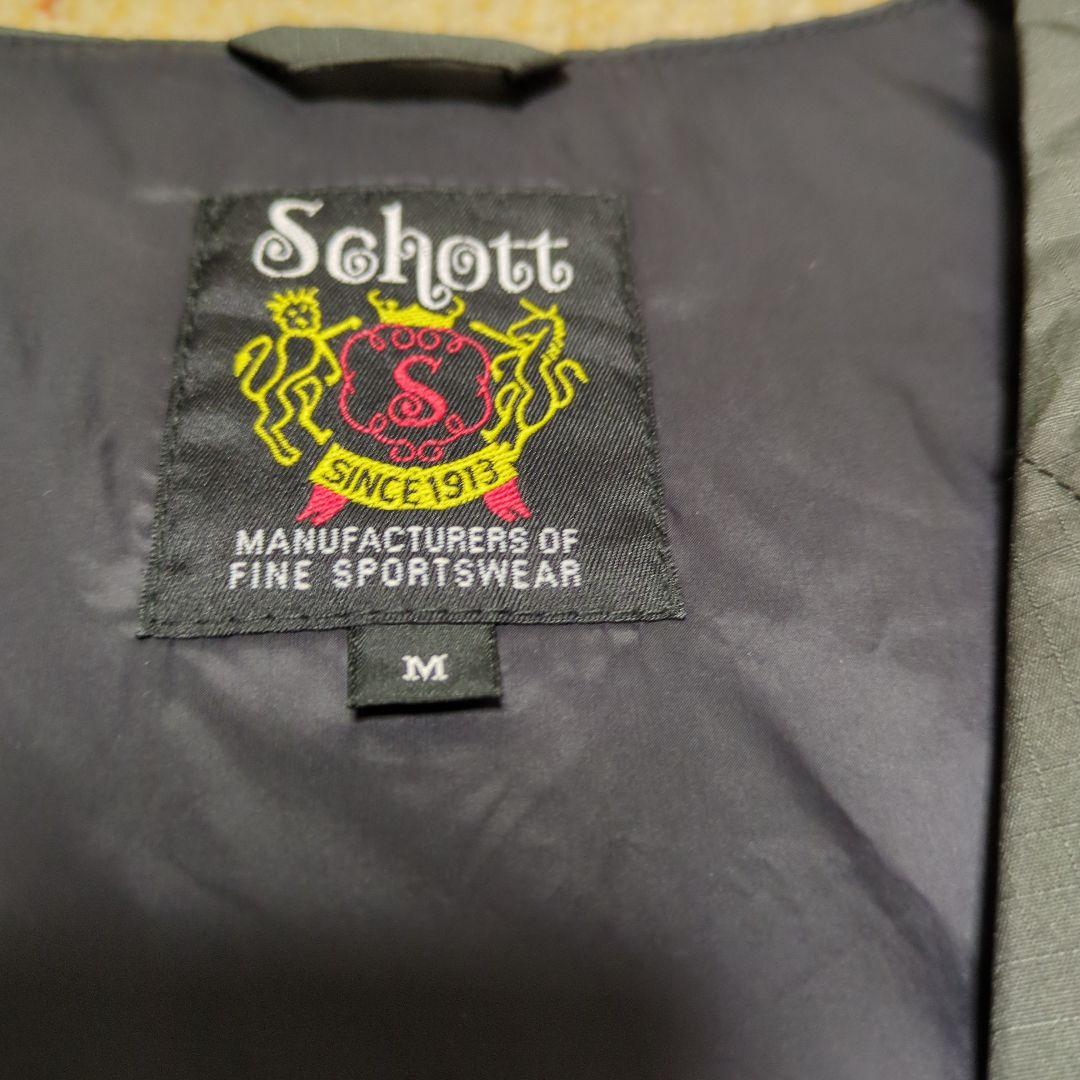 Schott
S
SINCE 1913
MANUFACTURERS OF
FINE SPORTSWEAR
M